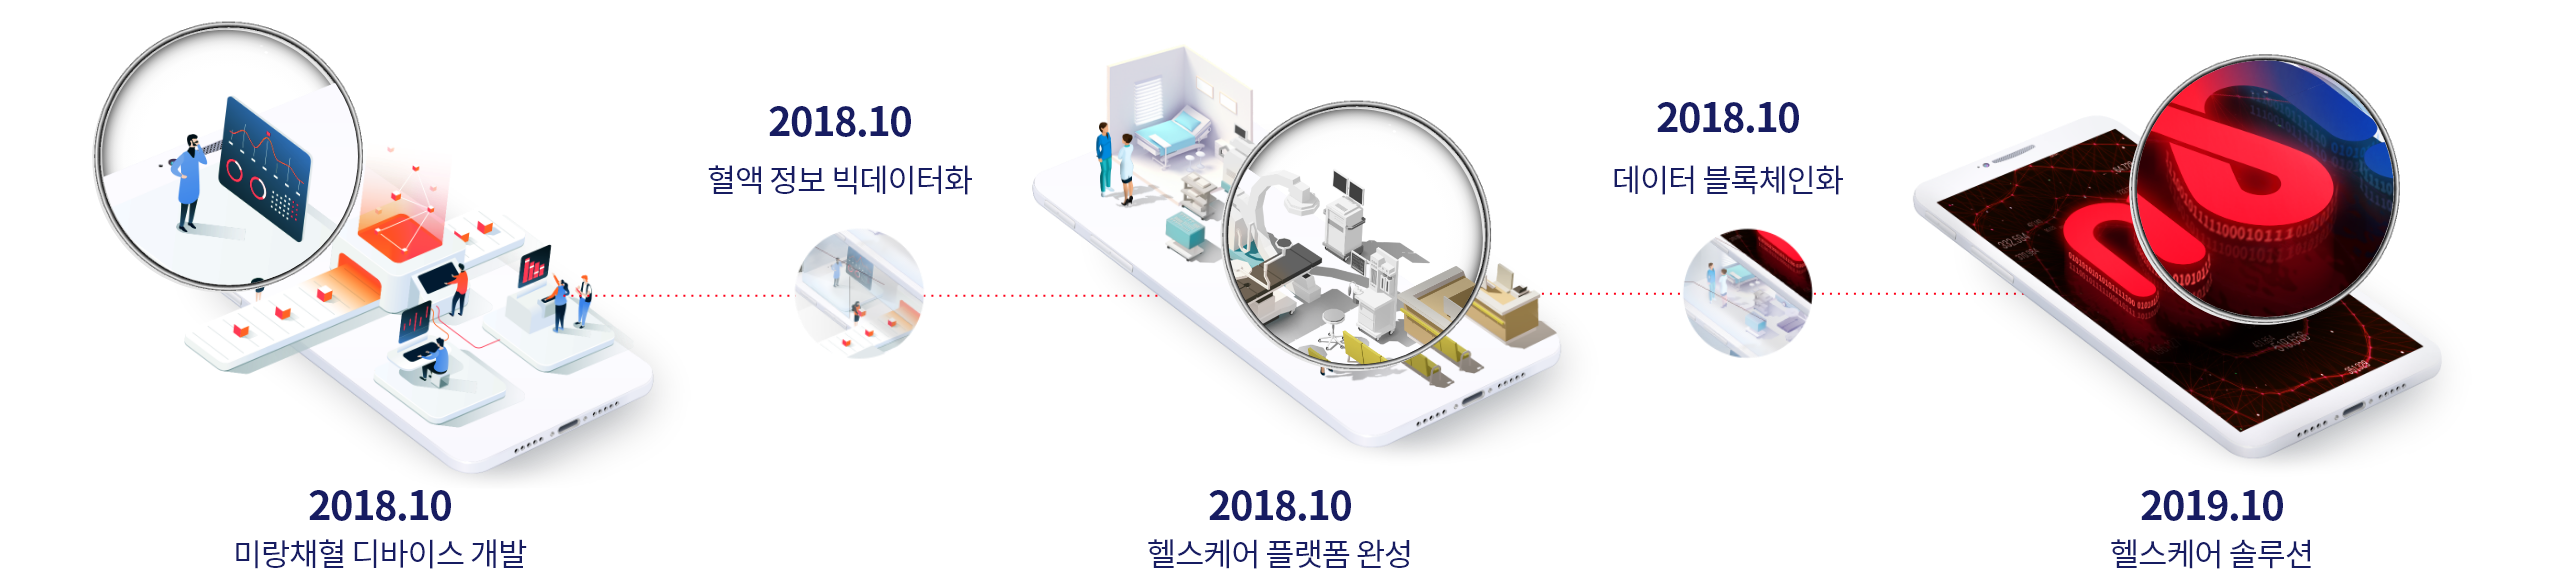 2018.10
미랑채혈 디바이스 개발
2018.10
혈액 정보 빅데이터화
2018.10
헬스케어 플랫폼 완성
2018.10
데이터 블록체인화
2019.10
헬스케어 솔루션